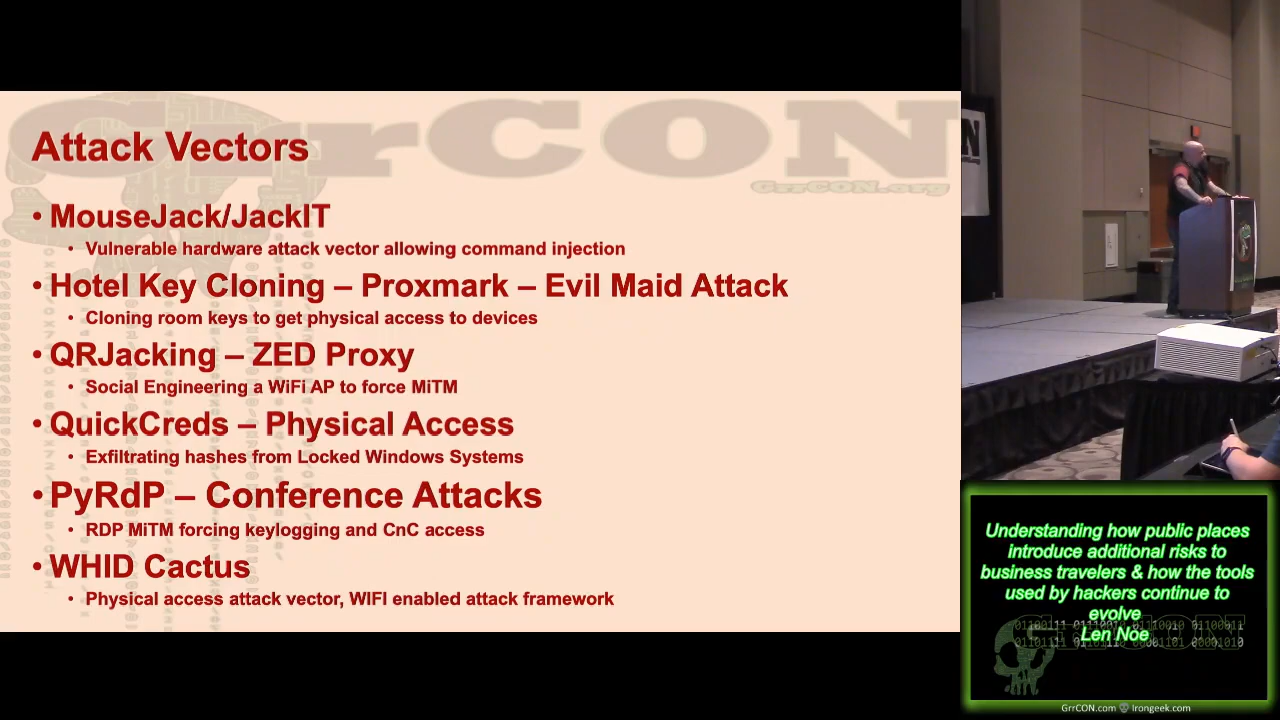 GrrCON
GrrCON.org
Attack Vectors
• MouseJack/JackIT
• Vulnerable hardware attack vector allowing command injection
• Hotel Key Cloning – Proxmark – Evil Maid Attack
• Cloning room keys to get physical access to devices
• QRJacking – ZED Proxy
• Social Engineering a WiFi AP to force MiTM
• QuickCreds – Physical Access
• Exfiltrating hashes from Locked Windows Systems
• PyRdP – Conference Attacks
• RDP MiTM forcing keylogging and CnC access
• WHID Cactus
• Physical access attack vector, WIFI enabled attack framework
N
Understanding how public places
introduce additional risks to
business travelers & how the tools
used by hackers continue to
evolve
Len Noe
GrrCON
GrrCON.com Irongeek.com